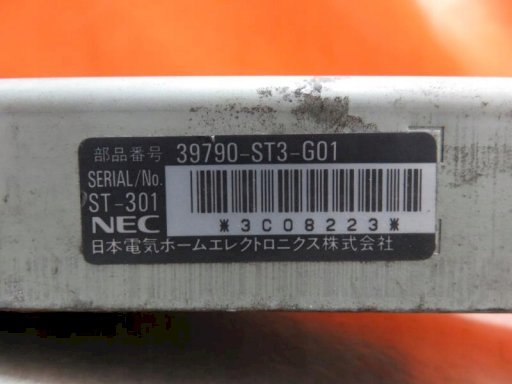 部品番号 39790-ST3-G01
SERIAL/No.
ST-301
*3C08223*
NEC
日本電気ホームエレクトロニクス株式会社